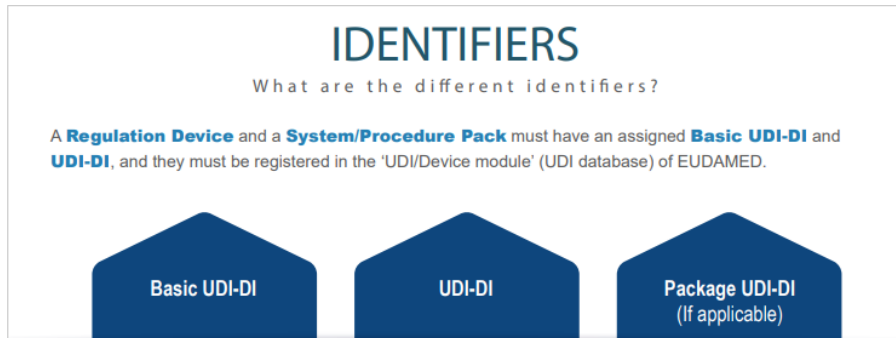 IDENTIFIERS
What are the different identifiers?
A Regulation Device and a System/Procedure Pack must have an assigned Basic UDI-DI and
UDI-DI, and they must be registered in the ‘UDI/Device module’ (UDI database) of EUDAMED.
Basic UDI-DI
UDI-DI
Package UDI-DI
(If applicable)